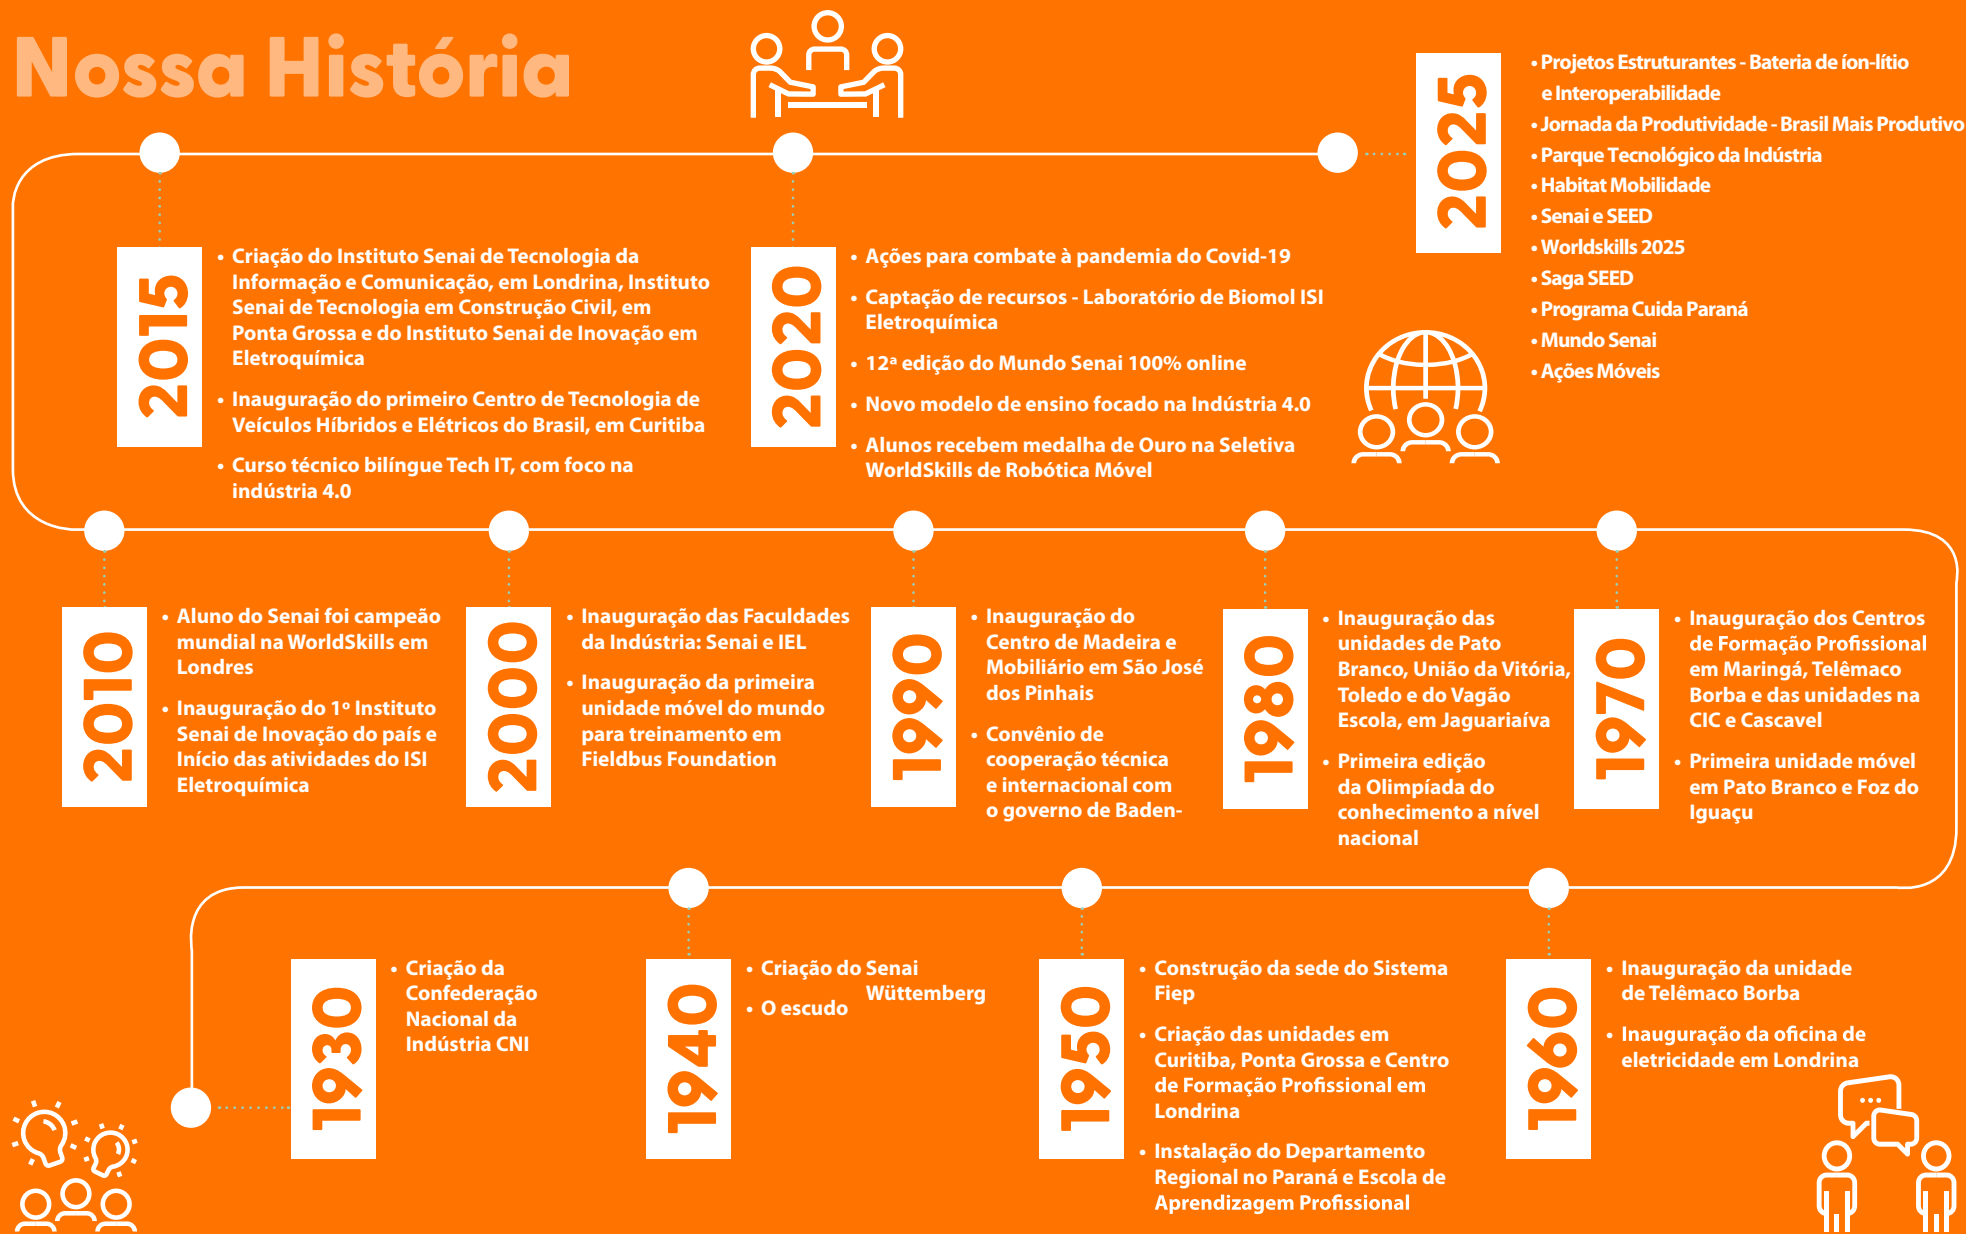 Nossa História
2025
• Projetos Estruturantes - Bateria de íon-lítio
e Interoperabilidade
• Jornada da Produtividade - Brasil Mais Produtivo
• Parque Tecnológico da Indústria
• Habitat Mobilidade
• Senai e SEED
• Worldskills 2025
• Saga SEED
• Programa Cuida Paraná
• Mundo Senai
• Ações Móveis
2015
• Criação do Instituto Senai de Tecnologia da
Informação e Comunicação, em Londrina, Instituto
Senai de Tecnologia em Construção Civil, em
Ponta Grossa e do Instituto Senai de Inovação em
Eletroquímica
• Inauguração do primeiro Centro de Tecnologia de
Veículos Híbridos e Elétricos do Brasil, em Curitiba
• Curso técnico bilíngue Tech IT, com foco na
indústria 4.0
2020
• Ações para combate à pandemia do Covid-19
• Captação de recursos - Laboratório de Biomol ISI
Eletroquímica
• 12ª edição do Mundo Senai 100% online
• Novo modelo de ensino focado na Indústria 4.0
• Alunos recebem medalha de Ouro na Seletiva
WorldSkills de Robótica Móvel
2010
• Aluno do Senai foi campeão
mundial na WorldSkills em
Londres
• Inauguração do 1º Instituto
Senai de Inovação do país e
Início das atividades do ISI
Eletroquímica
2000
• Inauguração das Faculdades
da Indústria: Senai e IEL
• Inauguração da primeira
unidade móvel do mundo
para treinamento em
Fieldbus Foundation
1990
• Inauguração do
Centro de Madeira e
Mobiliário em São José
dos Pinhais
• Convênio de
cooperação técnica
e internacional com
o governo de Baden-
1980
• Inauguração das
unidades de Pato
Branco, União da Vitória,
Toledo e do Vagão
Escola, em Jaguariaíva
• Primeira edição
da Olimpíada do
conhecimento a nível
nacional
1970
• Inauguração dos Centros
de Formação Profissional
em Maringá, Telêmaco
Borba e das unidades na
CIC e Cascavel
• Primeira unidade móvel
em Pato Branco e Foz do
Iguaçu
1930
• Criação da
Confederação
Nacional da
Indústria CNI
1940
• Criação do Senai
Wüttemberg
• O escudo
1950
• Construção da sede do Sistema
Fiep
• Criação das unidades em
Curitiba, Ponta Grossa e Centro
de Formação Profissional em
Londrina
• Instalação do Departamento
Regional no Paraná e Escola de
Aprendizagem Profissional
1960
• Inauguração da unidade
de Telêmaco Borba
• Inauguração da oficina de
eletricidade em Londrina